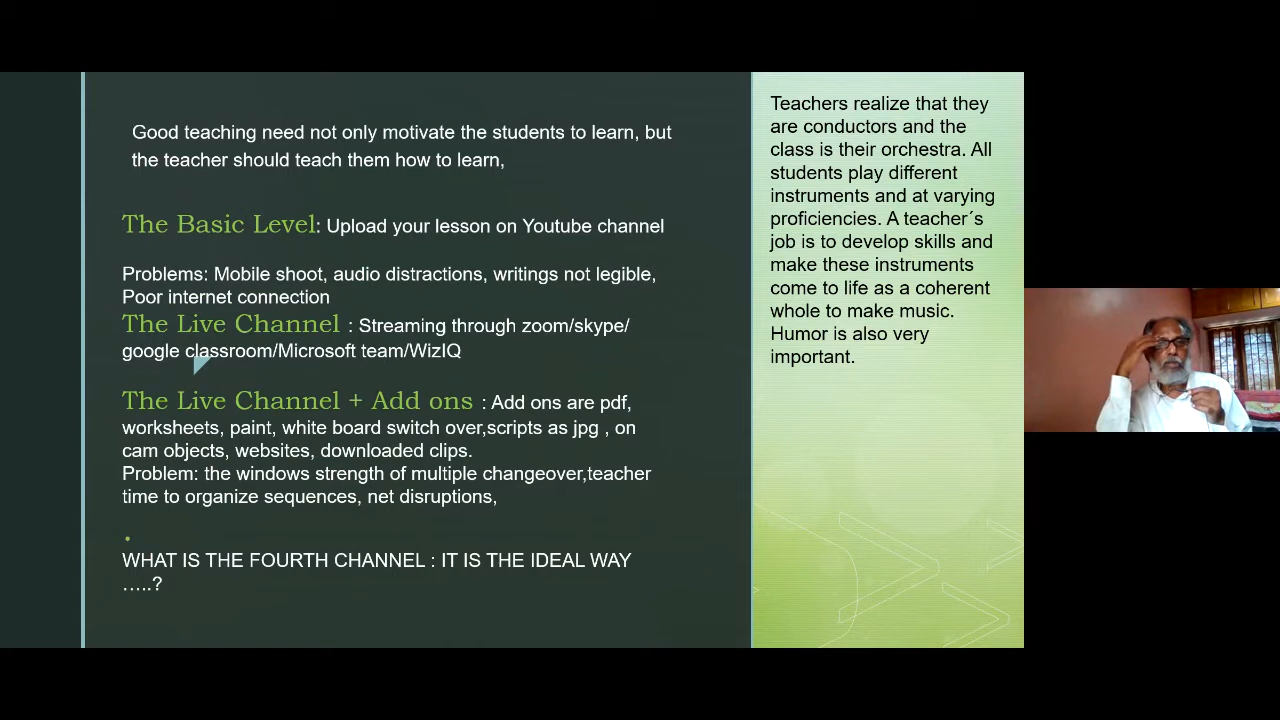 Good teaching need not only motivate the students to learn, but
the teacher should teach them how to learn,
The Basic Level: Upload your lesson on Youtube channel
Problems: Mobile shoot, audio distractions, writings not legible,
Poor internet connection
The Live Channel : Streaming through zoom/skype/
google classroom/Microsoft team/WizIQ
The Live Channel + Add ons : Add ons are pdf,
worksheets, paint, white board switch over,scripts as jpg , on
cam objects, websites, downloaded clips.
Problem: the windows strength of multiple changeover,teacher
time to organize sequences, net disruptions,
WHAT IS THE FOURTH CHANNEL : IT IS THE IDEAL WAY
…..?
Teachers realize that they
are conductors and the
class is their orchestra. All
students play different
instruments and at varying
proficiencies. A teacher´s
job is to develop skills and
make these instruments
come to life as a coherent
whole to make music.
Humor is also very
important.